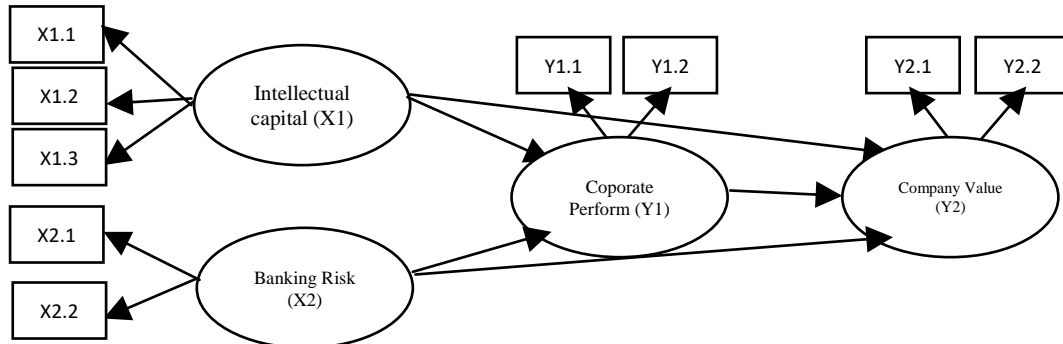 X1.1
X1.2
X1.3
Intellectual
capital (X1)
Y1.1
Y1.2
Y2.1
Y2.2
Coporate
Perform (Y1)
Company Value
(Y2)
X2.1
X2.2
Banking Risk
(X2)